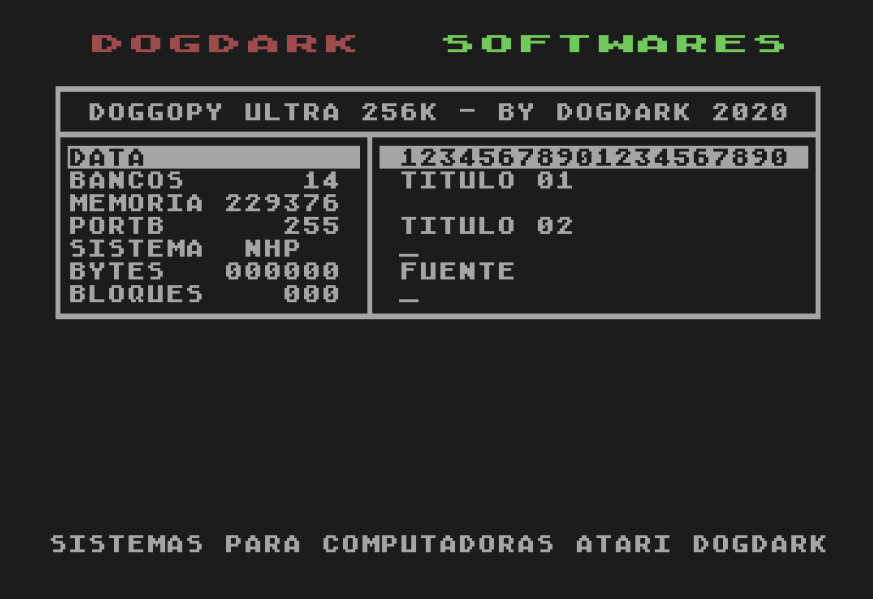 DOGDARK SOFTWARES
DOGGOPY ULTRA 256K - BY DOGDARK 2020
DATA 12345678901234567890
BANCOS 14 TITULO 01
MEMORIA 229376
PORTB 255 TITULO 02
SISTEMA NHP _
BYTES 000000 FUENTE
BLOQUES 000 _
SISTEMAS PARA COMPUTADORAS ATARI DOGDARK